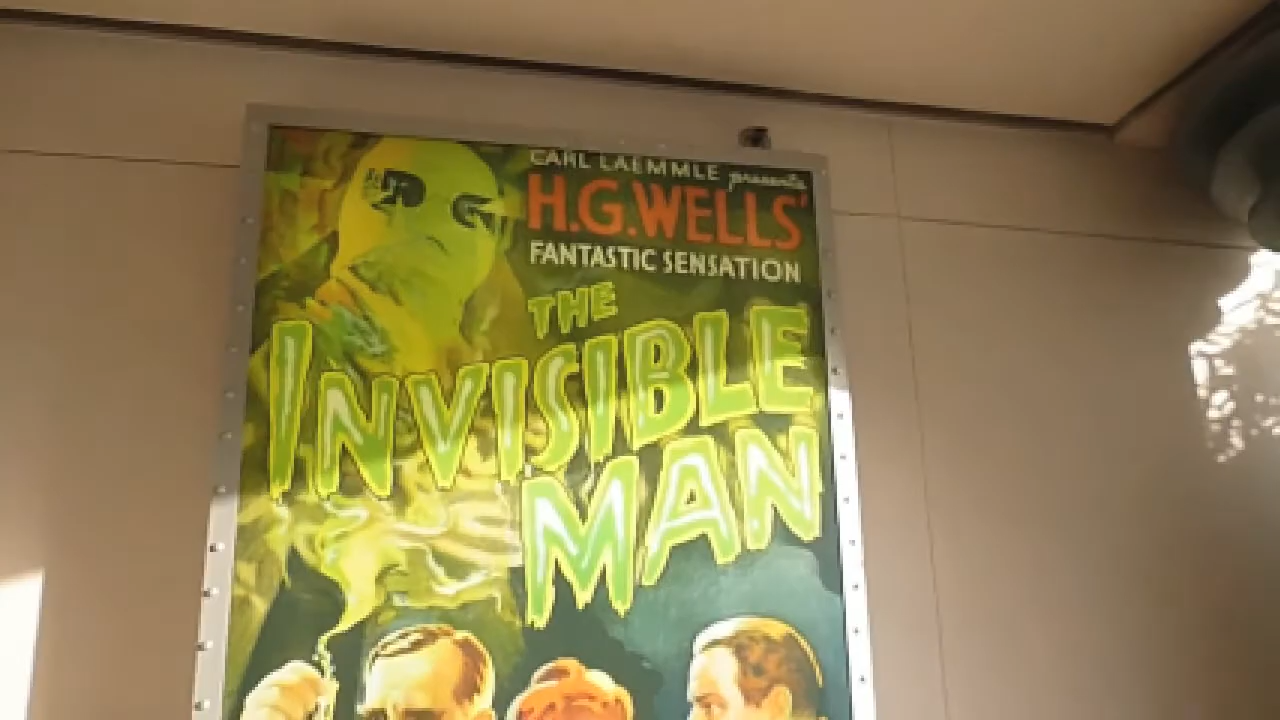 CARL LAEMMLE presents
H.G.WELLS'
FANTASTIC SENSATION
THE
INVISIBLE
MAN